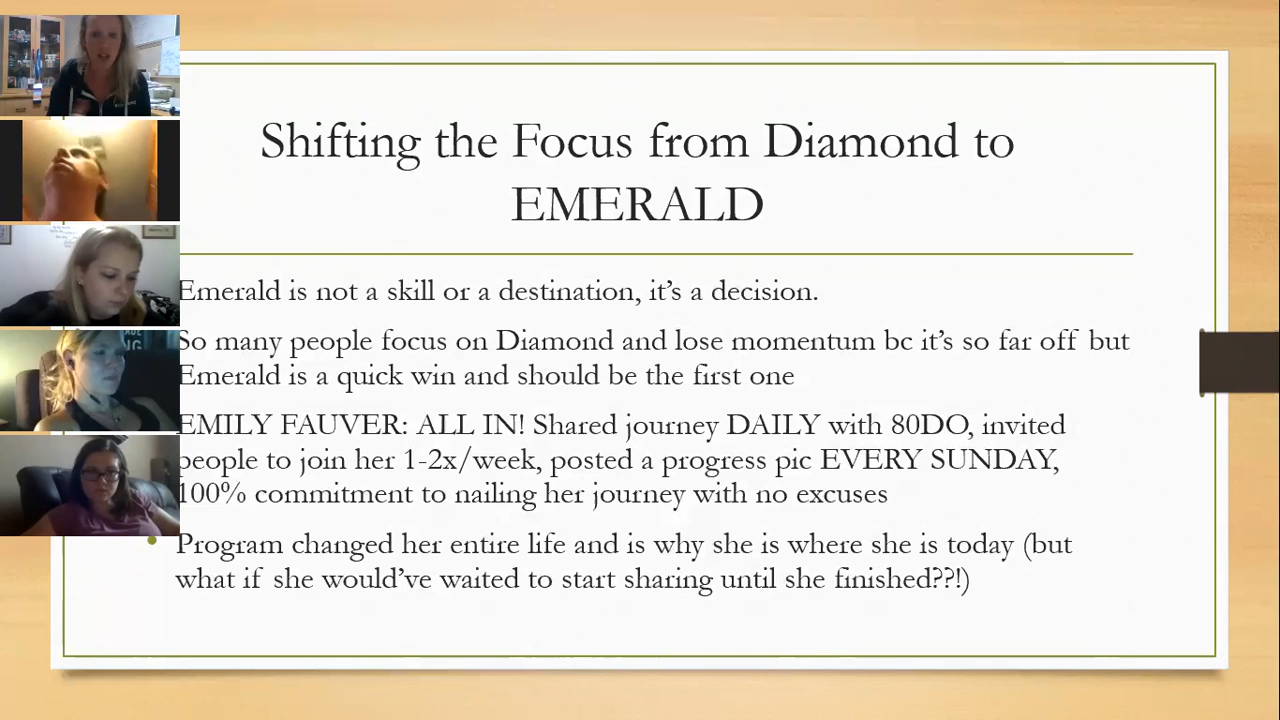 Shifting the Focus from Diamond to
EMERALD
Emerald is not a skill or a destination, it's a decision.
So many people focus on Diamond and lose momentum bc it's so far off but
Emerald is a quick win and should be the first one
EMILY FAUVER: ALL IN! Shared journey DAILY with 80DO, invited
people to join her 1-2x/week, posted a progress pic EVERY SUNDAY,
100% commitment to nailing her journey with no excuses
Program changed her entire life and is why she is where she is today (but
what if she would've waited to start sharing until she finished??!)